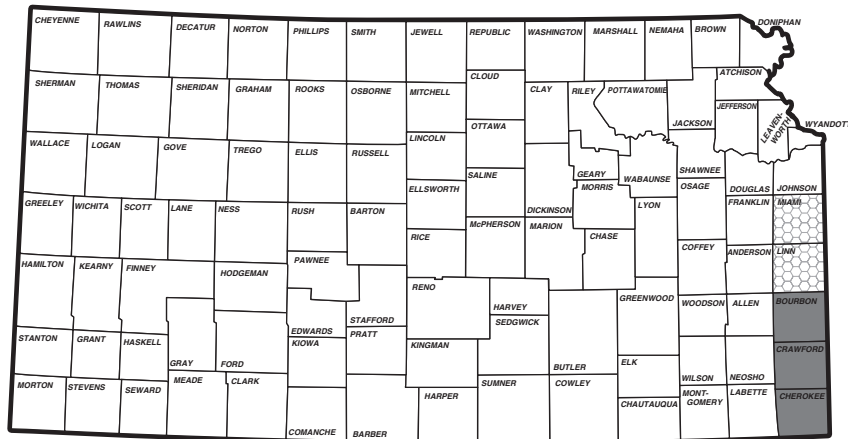 CHEYENNE
RAWLINS
DECATUR
NORTON
PHILLIPS
SMITH
JEWELL
REPUBLIC
WASHINGTON
MARSHALL
NEMAHA
BROWN
DONIPHAN
SHERMAN
THOMAS
SHERIDAN
GRAHAM
ROOKS
OSBORNE
MITCHELL
CLOUD
CLAY
RILEY
POTTAWATOMIE
JACKSON
ATCHISON
JEFFERSON
LEAVEN-
WORTH
WYANDOTT
WALLACE
LOGAN
GOVE
TREGO
ELLIS
RUSSELL
LINCOLN
OTTAWA
SALINE
ELLSWORTH
DICKINSON
GEARY
MORRIS
WABAUNSE
SHAWNEE
OSAGE
DOUGLAS
JOHNSON
GREELEY
WICHITA
SCOTT
LANE
NESS
RUSH
BARTON
RICE
McPHERSON
MARION
CHASE
LYON
FRANKLIN
MIAMI
HAMILTON
KEARNY
FINNEY
HODGEMAN
PAWNEE
RENO
HARVEY
COFFEY
ANDERSON
LINN
STAFFORD
EDWARDS
SEDGWICK
GREENWOOD
WOODSON
ALLEN
BOURBON
STANTON
GRANT
HASKELL
GRAY
FORD
KIOWA
PRATT
KINGMAN
BUTLER
ELK
WILSON
NEOSHO
CRAWFORD
MORTON
STEVENS
SEWARD
MEADE
CLARK
COMANCHE
BARBER
HARPER
SUMNER
COWLEY
CHAUTAUQUA
MONT-
GOMERY
LABETTE
CHEROKEE